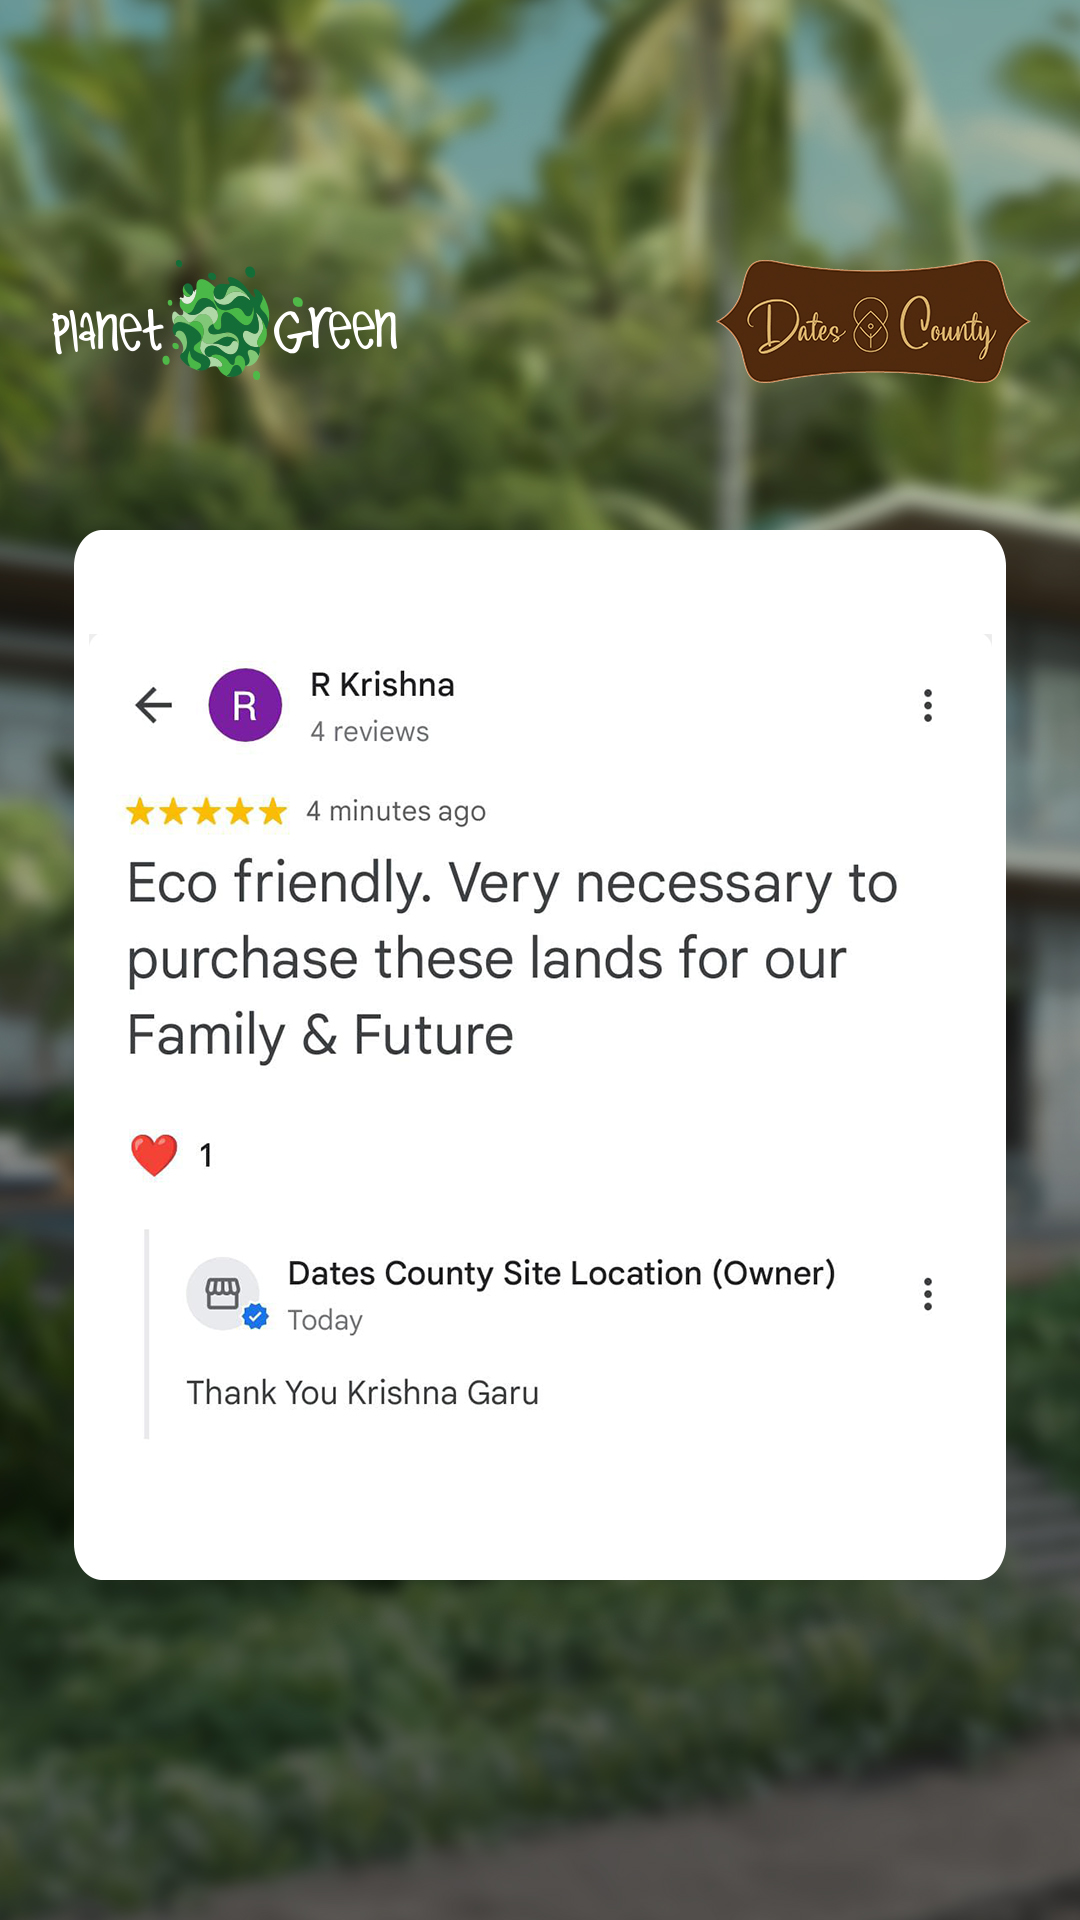 Planet Green
Dates County
R
R Krishna
4 reviews
4 minutes ago
Eco friendly. Very necessary to
purchase these lands for our
Family & Future
❤️ 1
Dates County Site Location (Owner)
Today
Thank You Krishna Garu